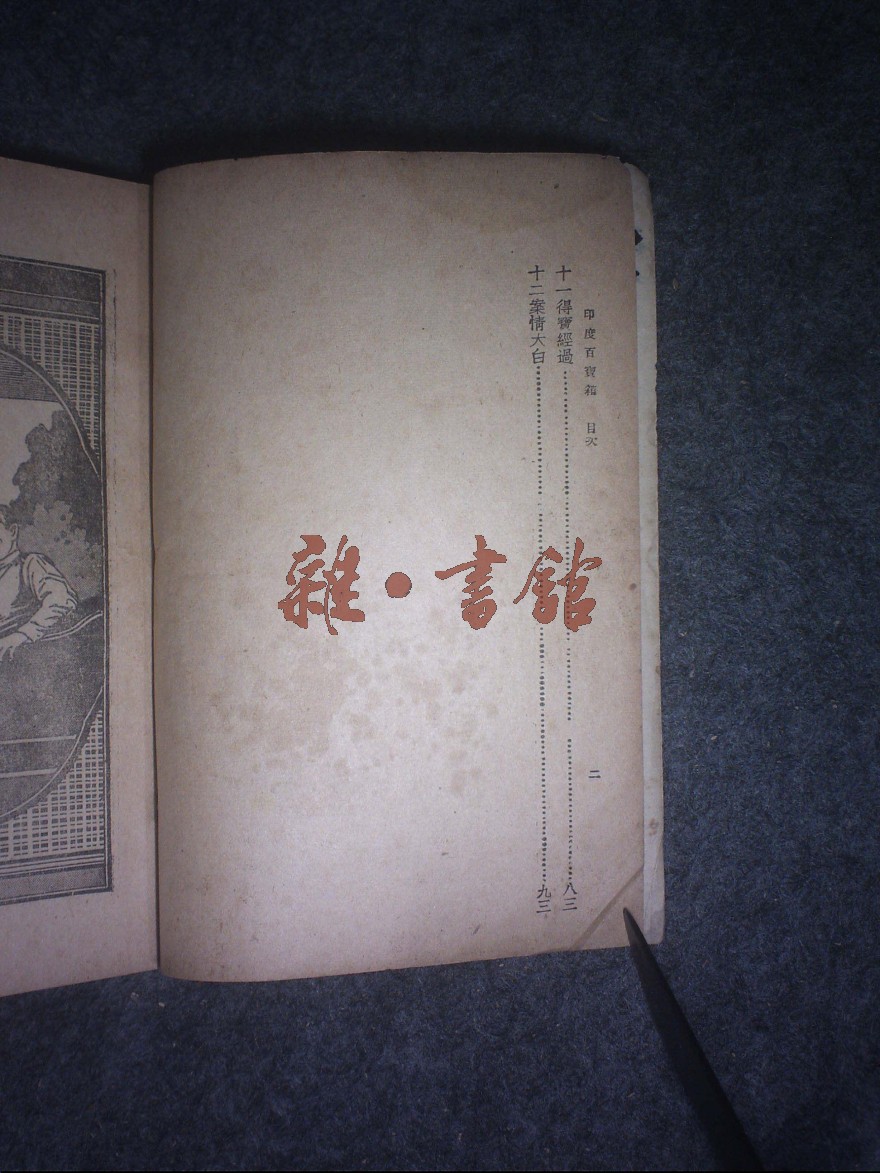 印度百寶箱 目次 二
十一 得寶經過……八三
十二 案情大白……九三
雜·書館